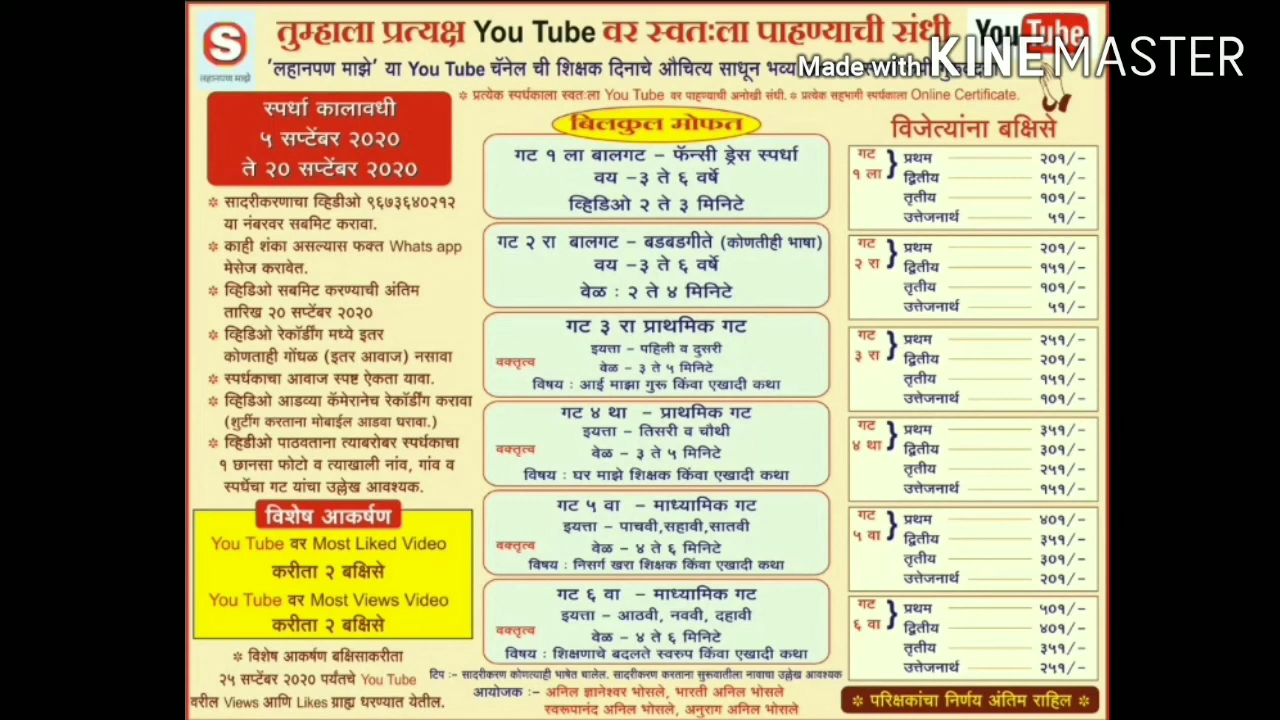 तुम्हाला प्रत्यक्ष You Tube वर स्वतःला पाहण्याची संधी
You Tube
S
लहानपण माझे
'लहानपण माझे' या You Tube चॅनेल ची शिक्षक दिनाचे औचित्य साधून भव्य
Made with KINEMASTER
* प्रत्येक स्पर्धकाला स्वतःला You Tube वर पाहण्याची अनोखी संधी. * प्रत्येक सहभागी स्पर्धकाला Online Certificate.
स्पर्धा कालावधी
५ सप्टेंबर २०२०
ते २० सप्टेंबर २०२०
* सादरीकरणाचा व्हिडीओ ९६७३६४०२१२
या नंबरवर सबमिट करावा.
* काही शंका असल्यास फक्त Whats app
मेसेज करावेत.
* व्हिडिओ सबमिट करण्याची अंतिम
तारिख २० सप्टेंबर २०२०
* व्हिडिओ रेकॉर्डींग मध्ये इतर
कोणताही गोंधळ (इतर आवाज) नसावा
* स्पर्धकाचा आवाज स्पष्ट ऐकता यावा.
* व्हिडिओ आडव्या कॅमेरानेच रेकॉर्डींग करावा
(शुटींग करताना मोबाईल आडवा धरावा.)
* व्हिडीओ पाठवताना त्याबरोबर स्पर्धकाचा
१ छानसा फोटो व त्याखाली नांव, गांव व
स्पर्धेचा गट यांचा उल्लेख आवश्यक.
विशेष आकर्षण
You Tube वर Most Liked Video
करीता २ बक्षिसे
You Tube वर Most Views Video
करीता २ बक्षिसे
* विशेष आकर्षण बक्षिसाकरीता
२५ सप्टेंबर २०२० पर्यंतचे You Tube
वरील Views आणि Likes ग्राह्य धरण्यात येतील.
बिलकुल मोफत
गट १ ला बालगट – फॅन्सी ड्रेस स्पर्धा
वय –३ ते ६ वर्षे
व्हिडिओ २ ते ३ मिनिटे
गट २ रा बालगट – बडबडगीते (कोणतीही भाषा)
वय –३ ते ६ वर्षे
वेळ : २ ते ४ मिनिटे
गट ३ रा प्राथमिक गट
इयत्ता – पहिली व दुसरी
वक्तृत्व वेळ – ३ ते ५ मिनिटे
विषय : आई माझा गुरू किंवा एखादी कथा
गट ४ था – प्राथमिक गट
इयत्ता – तिसरी व चौथी
वक्तृत्व वेळ – ३ ते ५ मिनिटे
विषय : घर माझे शिक्षक किंवा एखादी कथा
गट ५ वा – माध्यामिक गट
इयत्ता – पाचवी,सहावी,सातवी
वक्तृत्व वेळ – ४ ते ६ मिनिटे
विषय : निसर्ग खरा शिक्षक किंवा एखादी कथा
गट ६ वा – माध्यामिक गट
इयत्ता – आठवी, नववी, दहावी
वक्तृत्व वेळ – ४ ते ६ मिनिटे
विषय : शिक्षणाचे बदलते स्वरुप किंवा एखादी कथा
टिप :– सादरीकरण कोणत्याही भाषेत चालेल. सादरीकरण करताना सुरूवातीला नावाचा उल्लेख आवश्यक
आयोजक :– अनिल ज्ञानेश्वर भोसले, भारती अनिल भोसले
स्वरूपानंद अनिल भोसले, अनुराग अनिल भोसले
विजेत्यांना बक्षिसे
गट १ ला } प्रथम २०१/–
द्वितीय १५१/–
तृतीय १०१/–
उत्तेजनार्थ ५१/–
गट २ रा } प्रथम २०१/–
द्वितीय १५१/–
तृतीय १०१/–
उत्तेजनार्थ ५१/–
गट ३ रा } प्रथम २५१/–
द्वितीय २०१/–
तृतीय १५१/–
उत्तेजनार्थ १०१/–
गट ४ था } प्रथम ३५१/–
द्वितीय ३०१/–
तृतीय २५१/–
उत्तेजनार्थ १५१/–
गट ५ वा } प्रथम ४०१/–
द्वितीय ३५१/–
तृतीय ३०१/–
उत्तेजनार्थ २०१/–
गट ६ वा } प्रथम ५०१/–
द्वितीय ४०१/–
तृतीय ३५१/–
उत्तेजनार्थ २५१/–
* परिक्षकांचा निर्णय अंतिम राहिल *